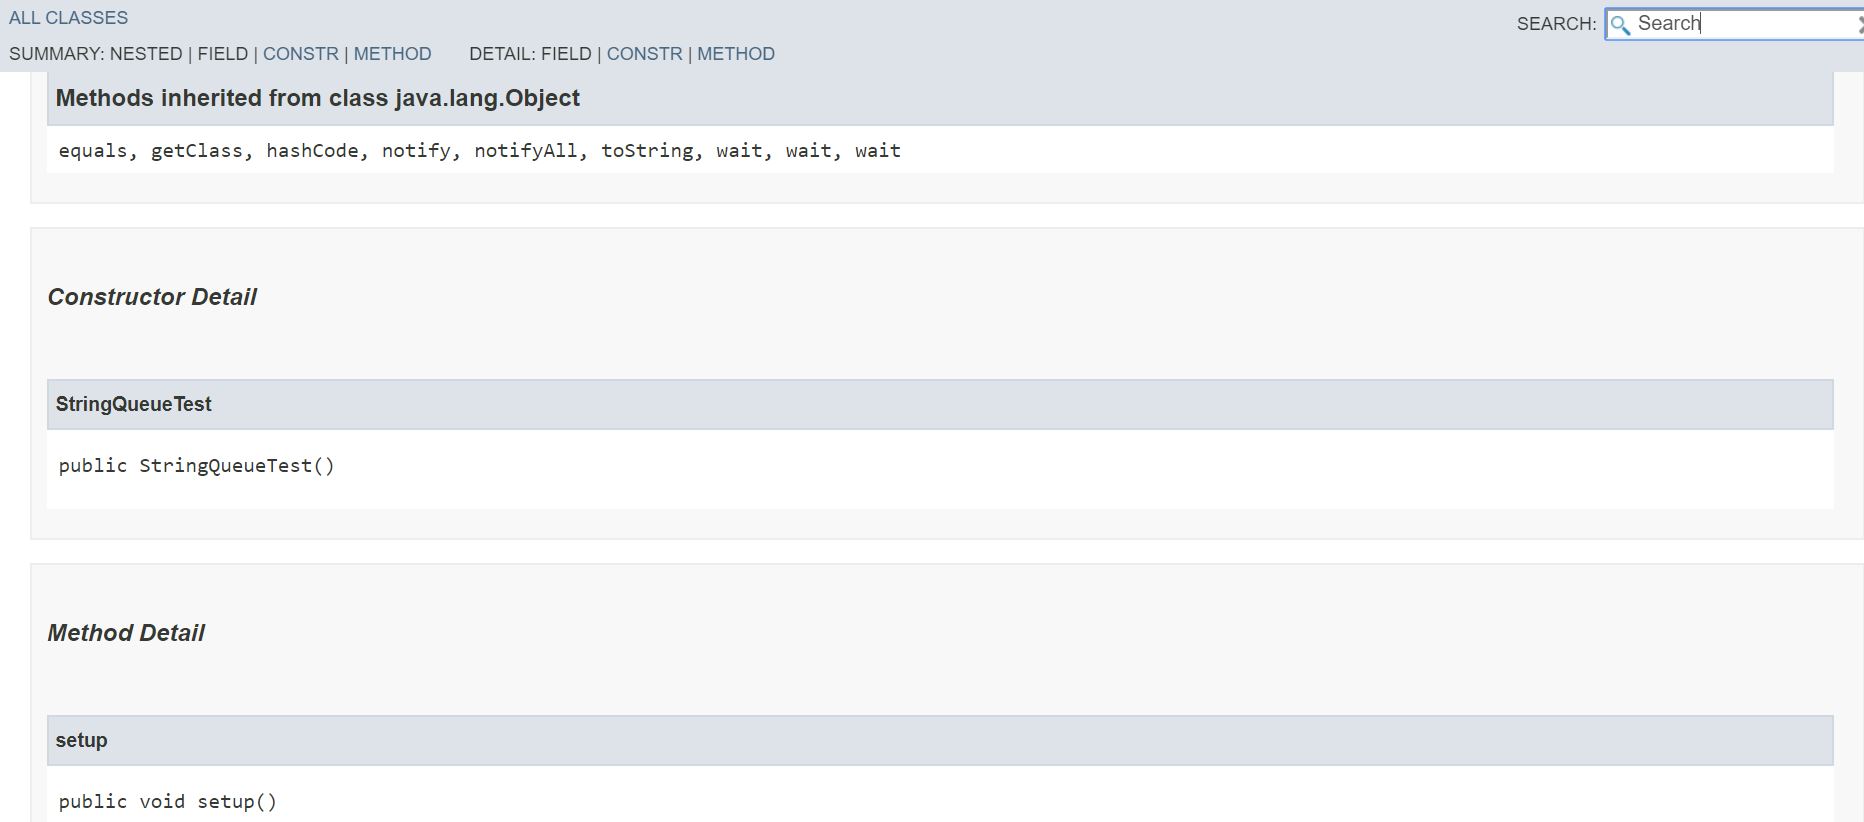 ALL CLASSES
SEARCH: Search
SUMMARY: NESTED | FIELD | CONSTR | METHOD DETAIL: FIELD | CONSTR | METHOD
Methods inherited from class java.lang.Object
equals, getClass, hashCode, notify, notifyAll, toString, wait, wait, wait
Constructor Detail
StringQueueTest
public StringQueueTest()
Method Detail
setup
public void setup()